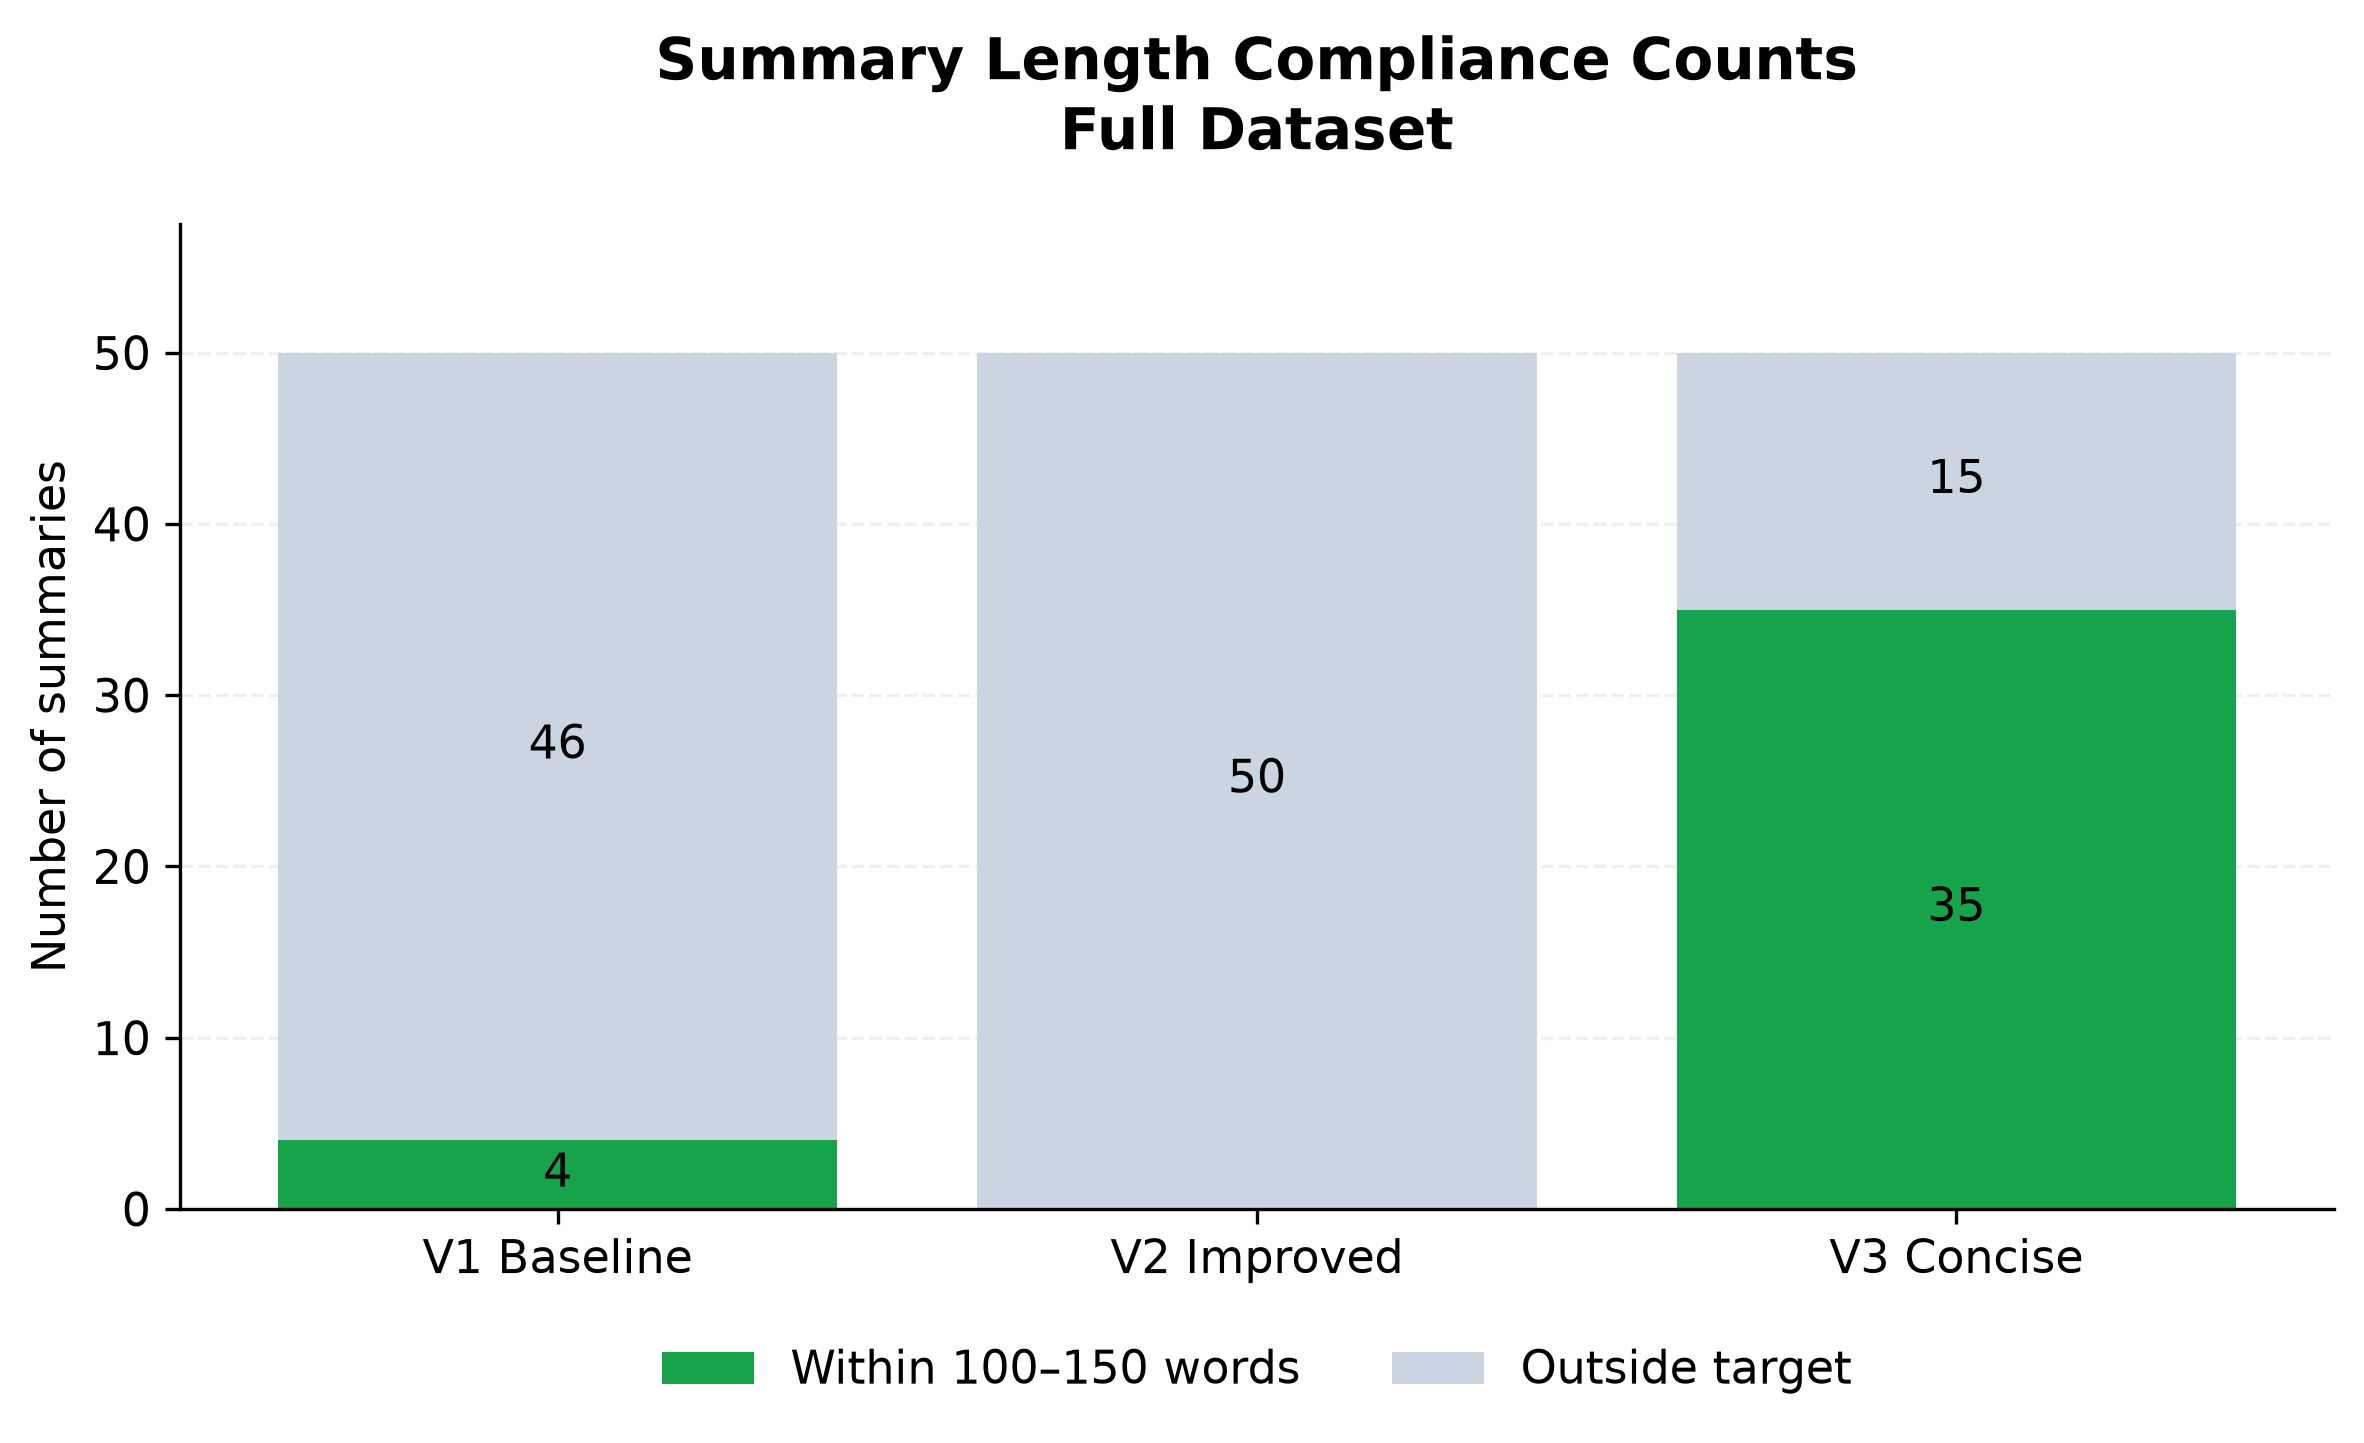 Summary Length Compliance Counts
Full Dataset
Number of summaries
50
40
30
20
10
0
46
4
50
15
35
V1 Baseline
V2 Improved
V3 Concise
Within 100–150 words
Outside target